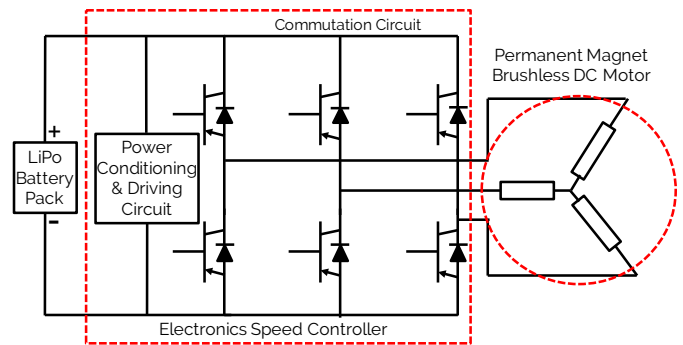 Commutation Circuit
Permanent Magnet
Brushless DC Motor
+
LiPo
Battery
Pack
-
Power
Conditioning
& Driving
Circuit
Electronics Speed Controller